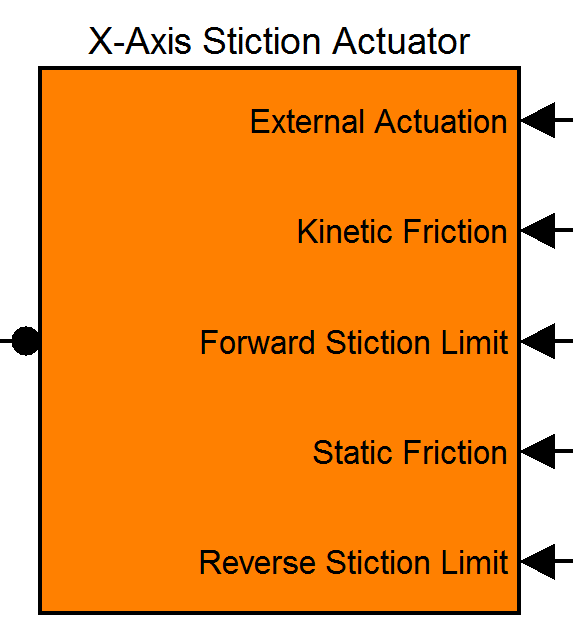 X-Axis Stiction Actuator
External Actuation
Kinetic Friction
Forward Stiction Limit
Static Friction
Reverse Stiction Limit